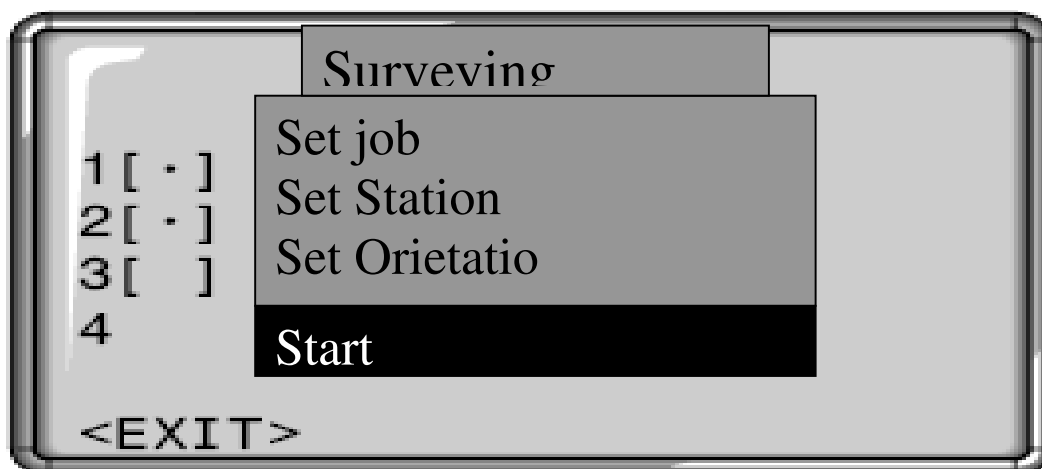 Surveying
1[·] Set job
2[·] Set Station
3[ ] Set Orietatio
4 Start
<EXIT>